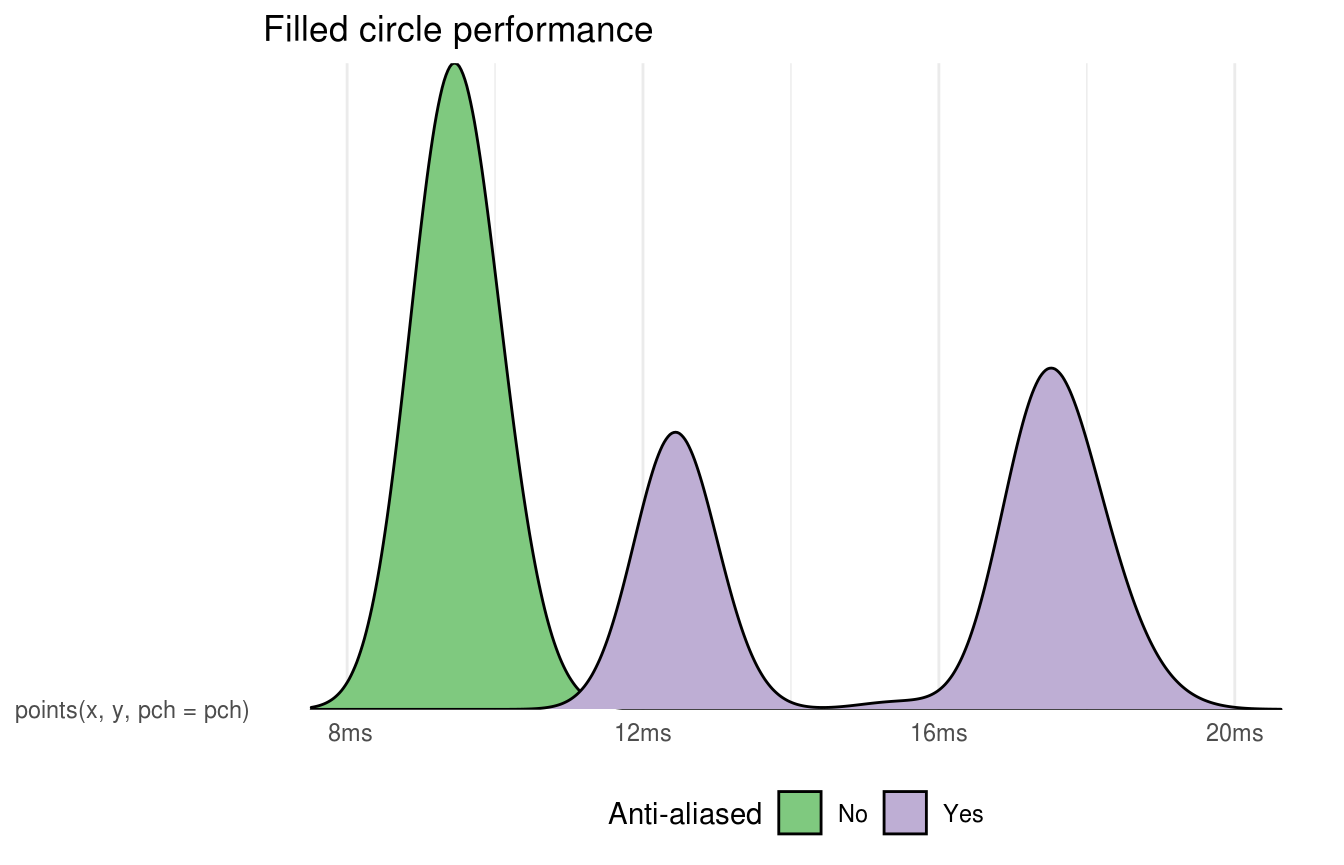 Filled circle performance
points(x, y, pch = pch)
8ms 12ms 16ms 20ms
Anti-aliased No Yes